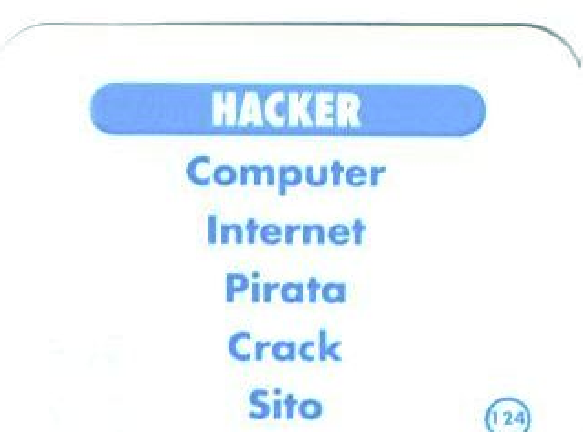 HACKER
Computer
Internet
Pirata
Crack
Sito
124